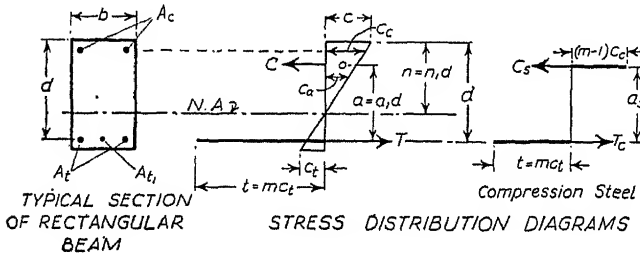 b
Ac
d
At
At₁
TYPICAL SECTION
OF RECTANGULAR
BEAM
N.A.
c
Cc
C
a
Ca
n=n₁d
a=a₁d
d
T
ct
t=mct
STRESS DISTRIBUTION DIAGRAMS
(m-1)Cc
Cs
Tc
t=mct
Compression Steel